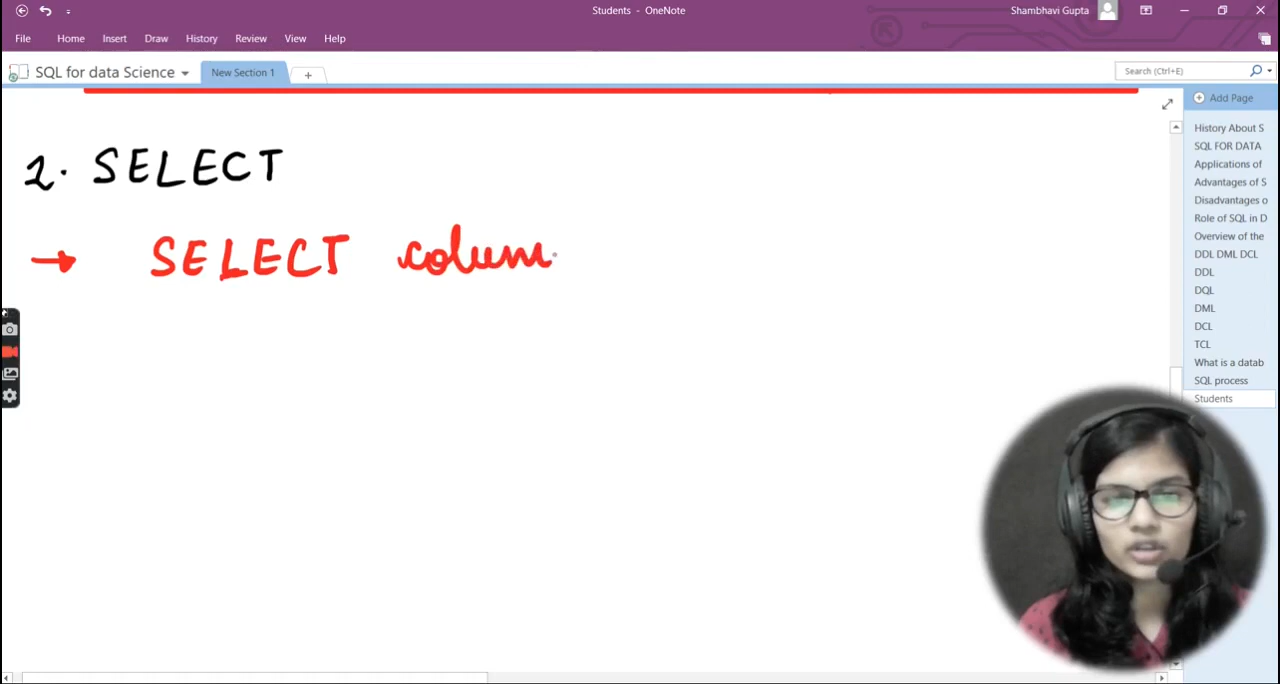 Students - OneNote
Shambhavi Gupta
File Home Insert Draw History Review View Help
SQL for data Science
New Section 1
+
Search (Ctrl+E)
Add Page
2. SELECT
→ SELECT colum
History About S
SQL FOR DATA
Applications of
Advantages of S
Disadvantages o
Role of SQL in D
Overview of the
DDL DML DCL
DDL
DQL
DML
DCL
TCL
What is a datab
SQL process
Students